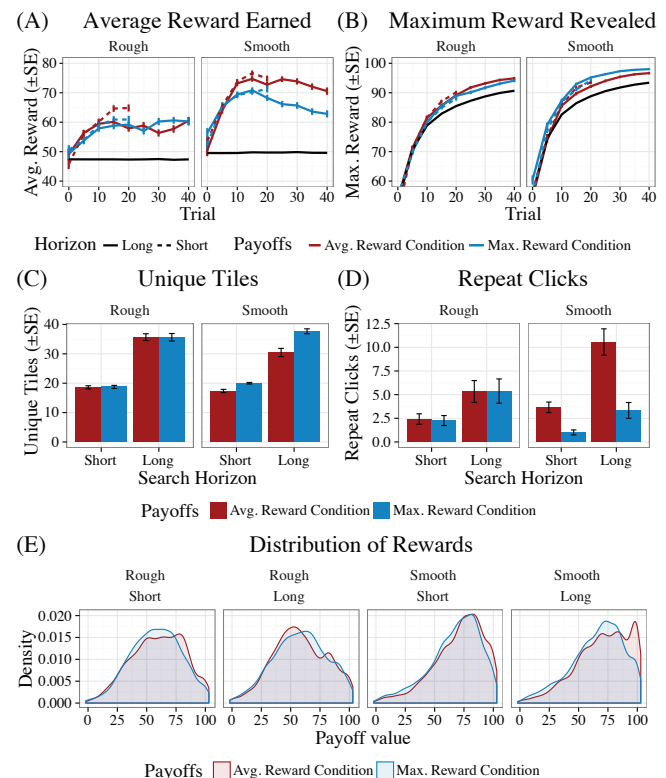 (A) Average Reward Earned
(B) Maximum Reward Revealed
Rough Smooth
Rough Smooth
Avg. Reward (±SE)
80
70
60
50
40
0 10 20 30 40 0 10 20 30 40
Trial
Max. Reward (±SE)
100
90
80
70
60
0 10 20 30 40 0 10 20 30 40
Trial
Horizon Long Short Payoffs Avg. Reward Condition Max. Reward Condition
(C) Unique Tiles
(D) Repeat Clicks
Rough Smooth
Rough Smooth
Unique Tiles (±SE)
40
30
20
10
0
Short Long Short Long
Search Horizon
Repeat Clicks (±SE)
12.5
10.0
7.5
5.0
2.5
0.0
Short Long Short Long
Search Horizon
Payoffs Avg. Reward Condition Max. Reward Condition
(E) Distribution of Rewards
Rough Rough Smooth Smooth
Short Long Short Long
Density
0.020
0.015
0.010
0.005
0.000
0 25 50 75 100 0 25 50 75 100 0 25 50 75 100 0 25 50 75 100
Payoff value
Payoffs Avg. Reward Condition Max. Reward Condition